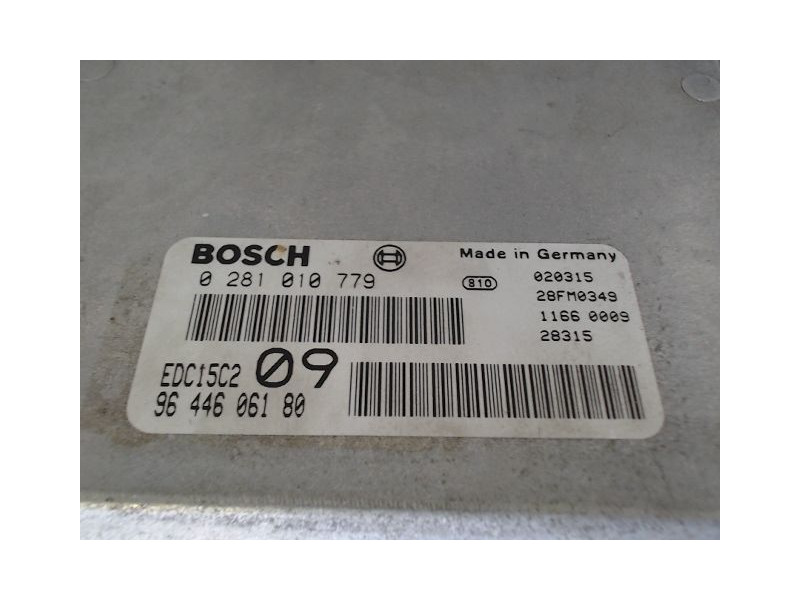 BOSCH
Made in Germany
0 281 010 779
810
020315
28FM0349
1166 0009
28315
EDC15C2 09
96 446 061 80